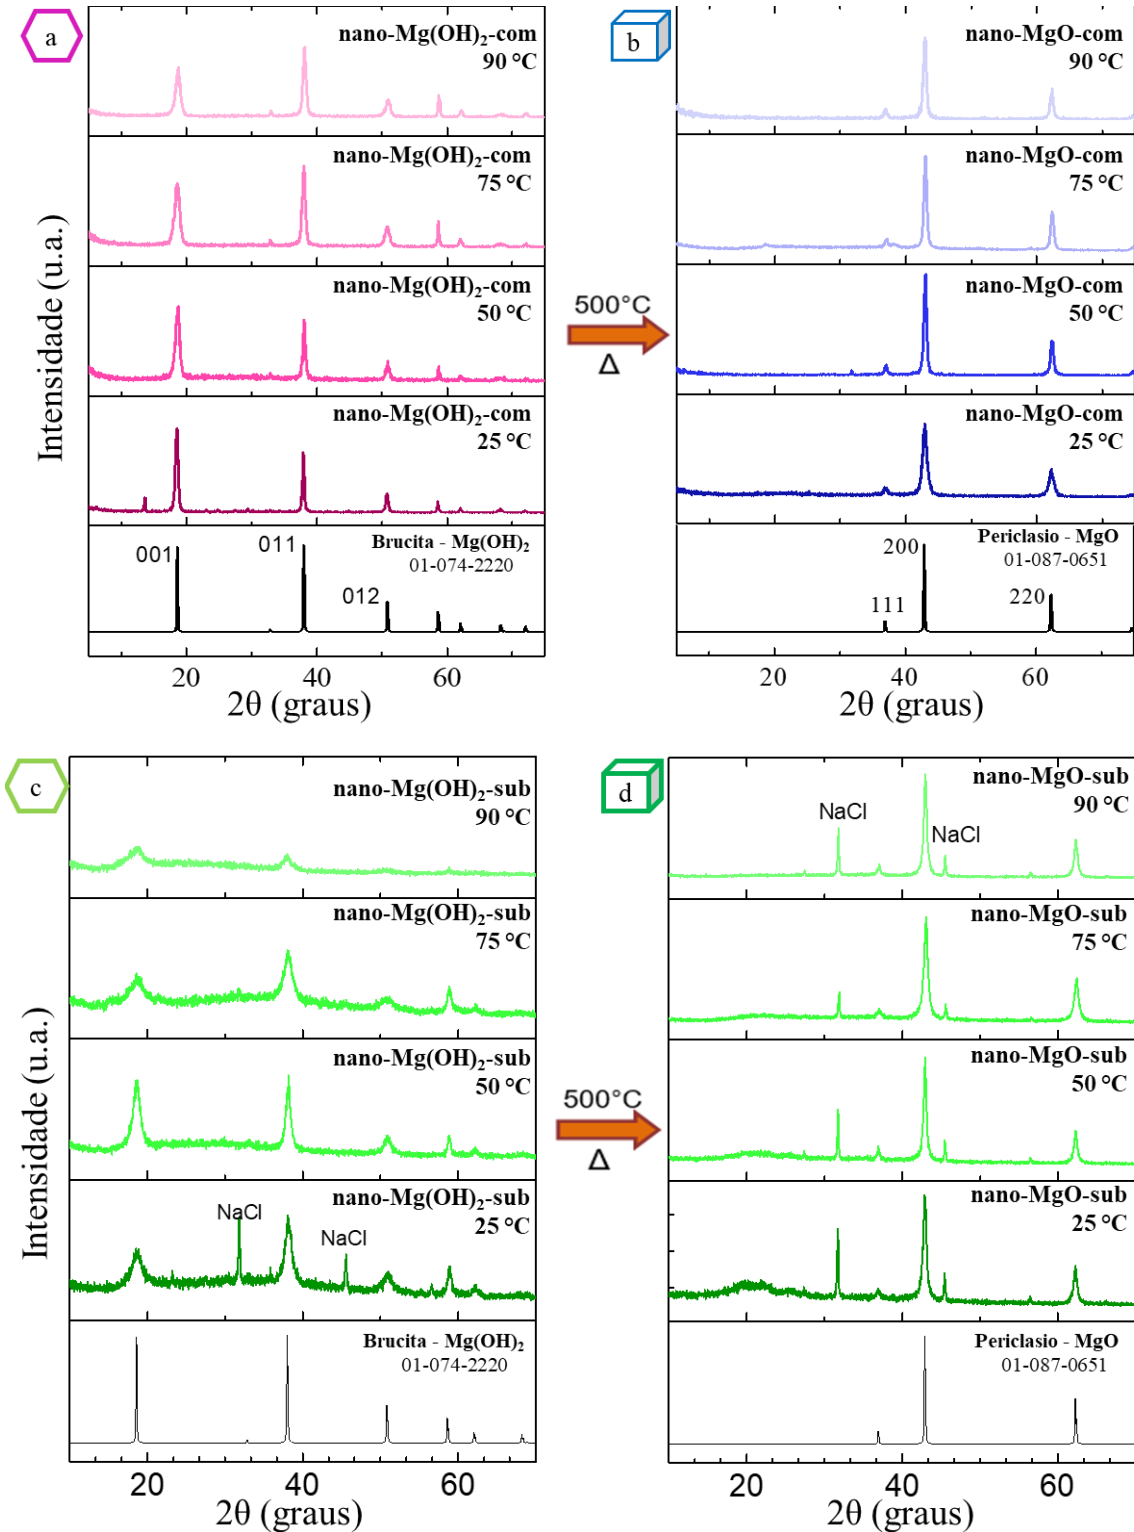 a
nano-Mg(OH)₂-com
90 °C
nano-Mg(OH)₂-com
75 °C
nano-Mg(OH)₂-com
50 °C
nano-Mg(OH)₂-com
25 °C
Brucita - Mg(OH)₂
01-074-2220
001
011
012
Intensidade (u.a.)
20
40
60
2θ (graus)
500°C
Δ
b
nano-MgO-com
90 °C
nano-MgO-com
75 °C
nano-MgO-com
50 °C
nano-MgO-com
25 °C
Periclasio - MgO
01-087-0651
200
111
220
20
40
60
2θ (graus)
c
nano-Mg(OH)₂-sub
90 °C
nano-Mg(OH)₂-sub
75 °C
nano-Mg(OH)₂-sub
50 °C
nano-Mg(OH)₂-sub
25 °C
NaCl
NaCl
Brucita - Mg(OH)₂
01-074-2220
Intensidade (u.a.)
20
40
60
2θ (graus)
500°C
Δ
d
nano-MgO-sub
90 °C
NaCl
NaCl
nano-MgO-sub
75 °C
nano-MgO-sub
50 °C
nano-MgO-sub
25 °C
Periclasio - MgO
01-087-0651
20
40
60
2θ (graus)